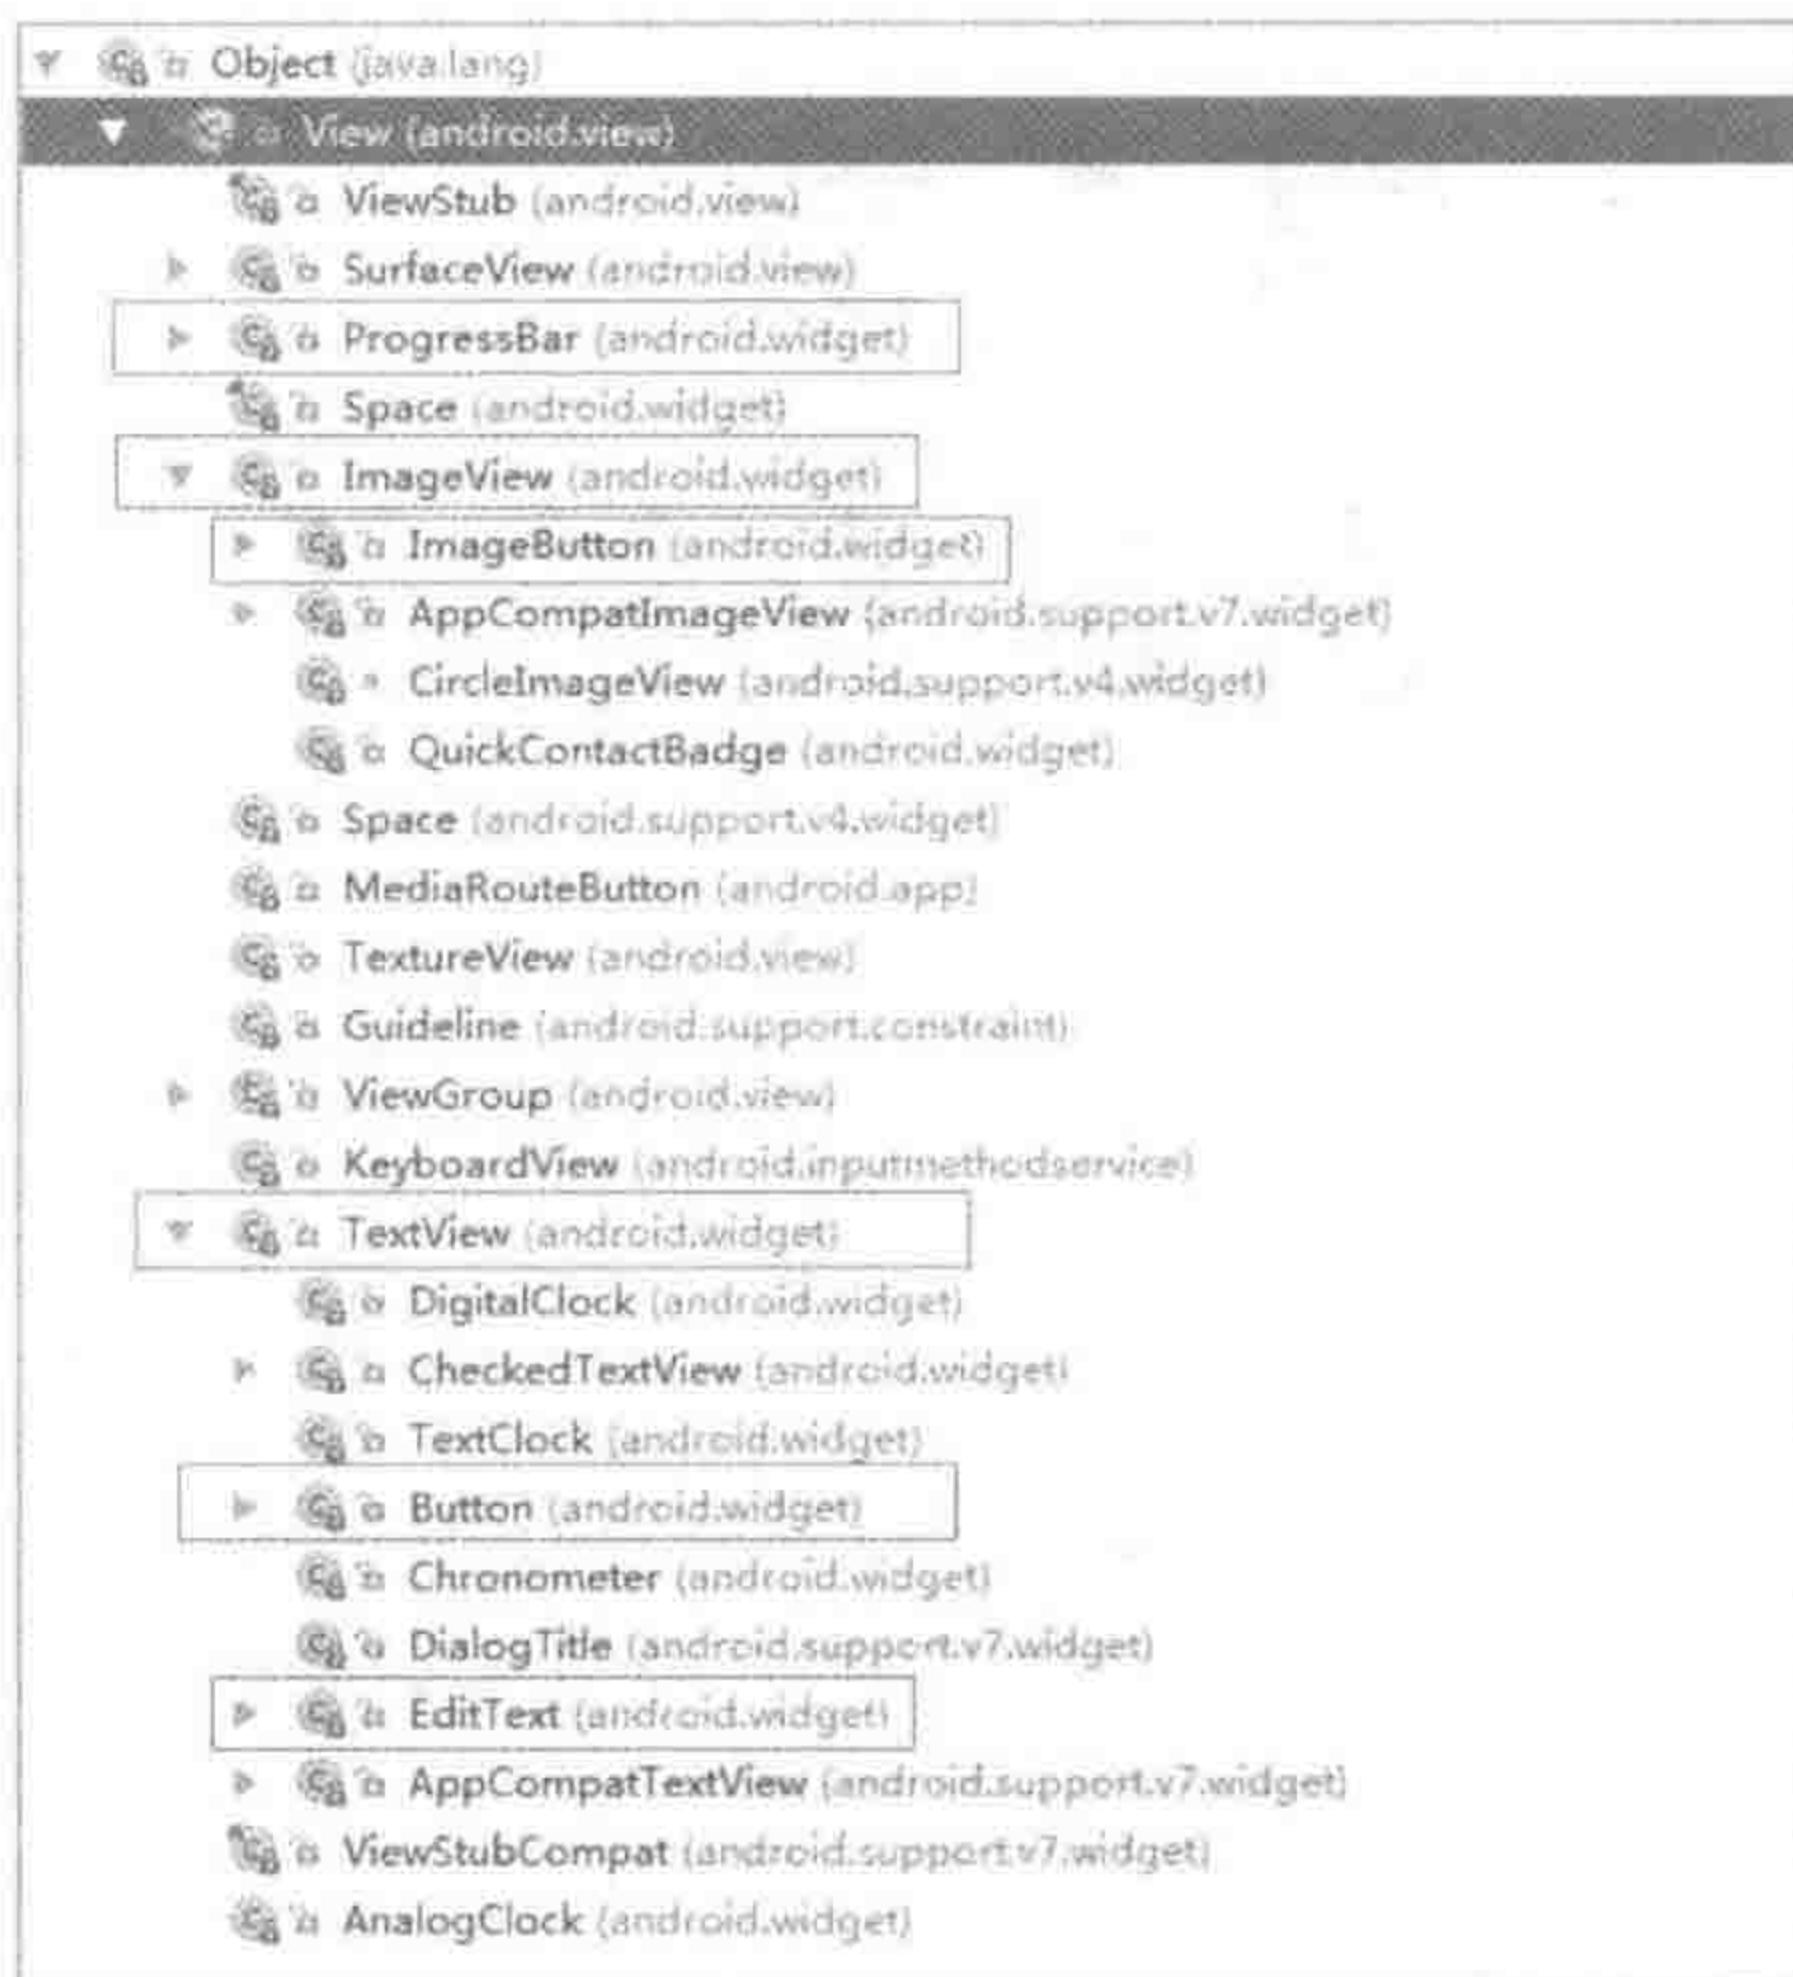 Object (java.lang)
View (android.view)
ViewStub (android.view)
SurfaceView (android.view)
ProgressBar (android.widget)
Space (android.widget)
ImageView (android.widget)
ImageButton (android.widget)
AppCompatImageView (android.support.v7.widget)
CircleImageView (android.support.v4.widget)
QuickContactBadge (android.widget)
Space (android.support.v4.widget)
MediaRouteButton (android.app)
TextureView (android.view)
Guideline (android.support.constraint)
ViewGroup (android.view)
KeyboardView (android.inputmethodservice)
TextView (android.widget)
DigitalClock (android.widget)
CheckedTextView (android.widget)
TextClock (android.widget)
Button (android.widget)
Chronometer (android.widget)
DialogTitle (android.support.v7.widget)
EditText (android.widget)
AppCompatTextView (android.support.v7.widget)
ViewStubCompat (android.support.v7.widget)
AnalogClock (android.widget)